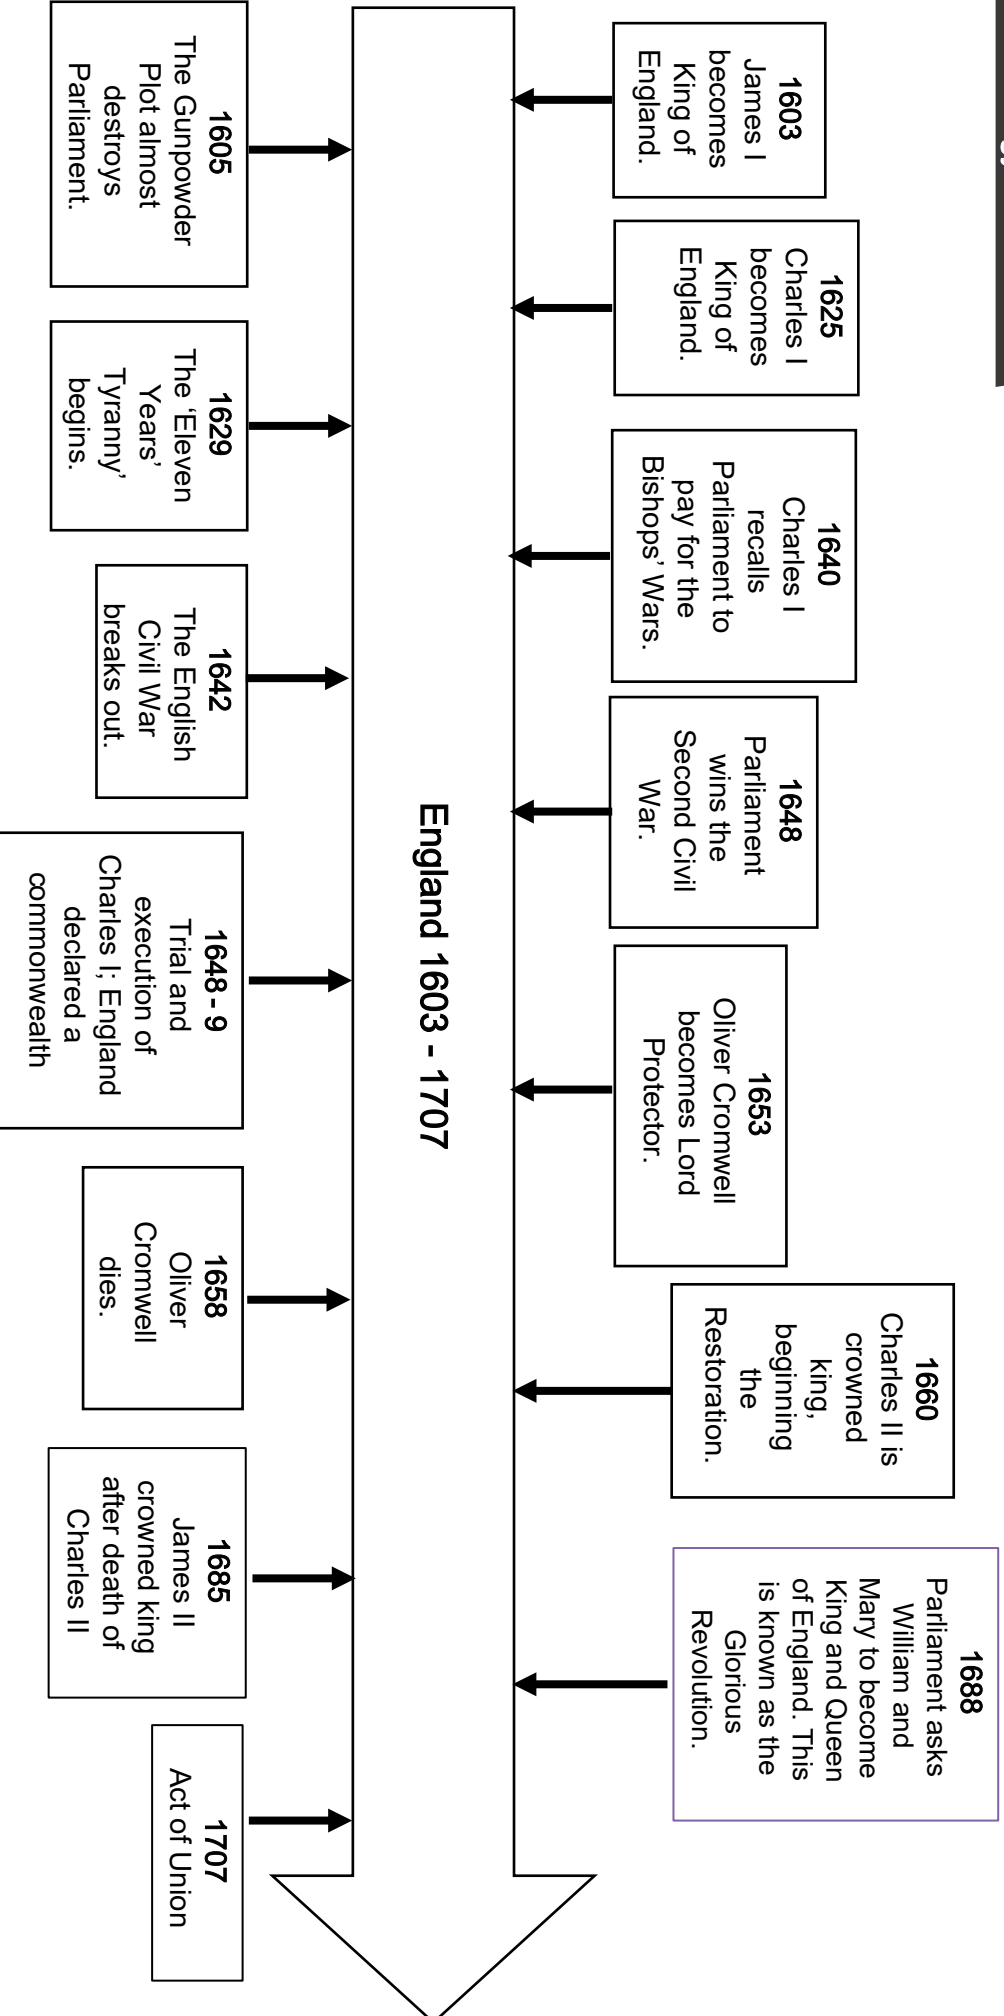 1603
James I
becomes
King of
England.
1625
Charles I
becomes
King of
England.
1640
Charles I
recalls
Parliament to
pay for the
Bishops’ Wars.
1648
Parliament
wins the
Second Civil
War.
1653
Oliver Cromwell
becomes Lord
Protector.
1660
Charles II is
crowned
king,
beginning
the
Restoration.
1688
Parliament asks
William and
Mary to become
King and Queen
of England. This
is known as the
Glorious
Revolution.
England 1603 - 1707
1605
The Gunpowder
Plot almost
destroys
Parliament.
1629
The ‘Eleven
Years’
Tyranny’
begins.
1642
The English
Civil War
breaks out.
1648 - 9
Trial and
execution of
Charles I; England
declared a
commonwealth
1658
Oliver
Cromwell
dies.
1685
James II
crowned king
after death of
Charles II
1707
Act of Union